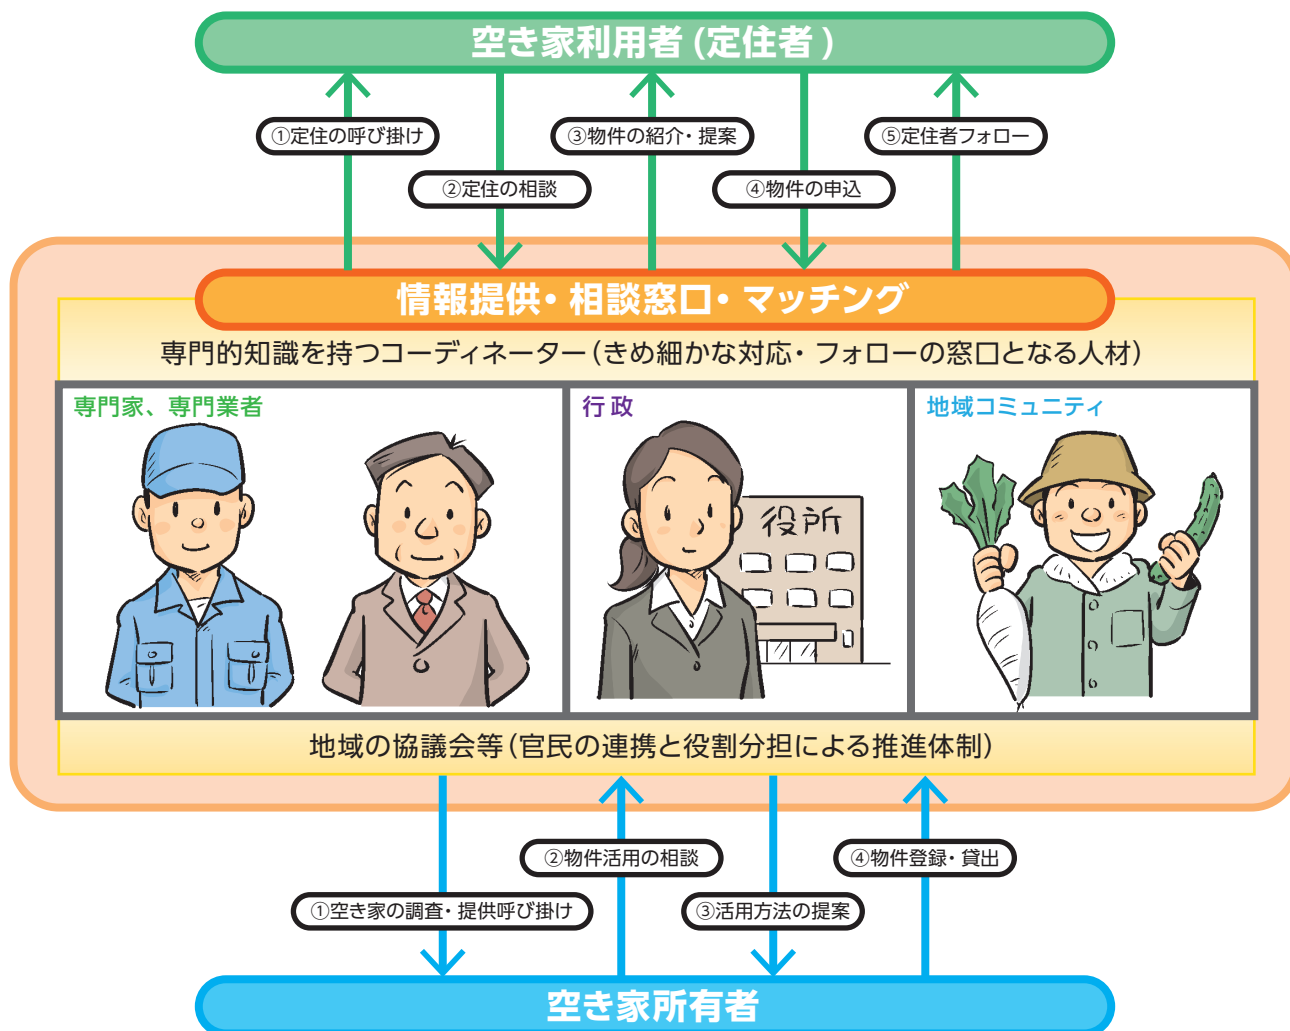 空き家利用者(定住者)
①定住の呼び掛け
③物件の紹介・提案
⑤定住者フォロー
②定住の相談
④物件の申込
情報提供・相談窓口・マッチング
専門的知識を持つコーディネーター(きめ細かな対応・フォローの窓口となる人材)
専門家、専門業者
行政
地域コミュニティ
役所
地域の協議会等(官民の連携と役割分担による推進体制)
②物件活用の相談
④物件登録・貸出
①空き家の調査・提供呼び掛け
③活用方法の提案
空き家所有者